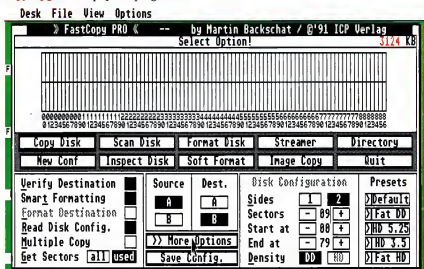 Desk File View Options
》 FastCopy PRO 《 -- by Martin Backschat / @'91 ICP Verlag
Select Option!
3124 KB
F
F
00000000001111111111222222222233333333334444444444555555555566666666667777777777888888
01234567890123456789012345678901234567890123456789012345678901234567890123456789012345
Copy Disk Scan Disk Format Disk Streamer Directory
New Conf Inspect Disk Soft Format Image Copy Quit
Verify Destination
Smart Formatting
Format Destination
Read Disk Config.
Multiple Copy
Get Sectors all used
Source Dest.
A A
B B
>> More Options
Save Config.
Disk Configuration
Sides 1 2
Sectors - 09 +
Start at - 00 +
End at - 79 +
Density DD HD
Presets
>Default
>Fat DD
>HD 5.25
>HD 3.5
>Fat HD